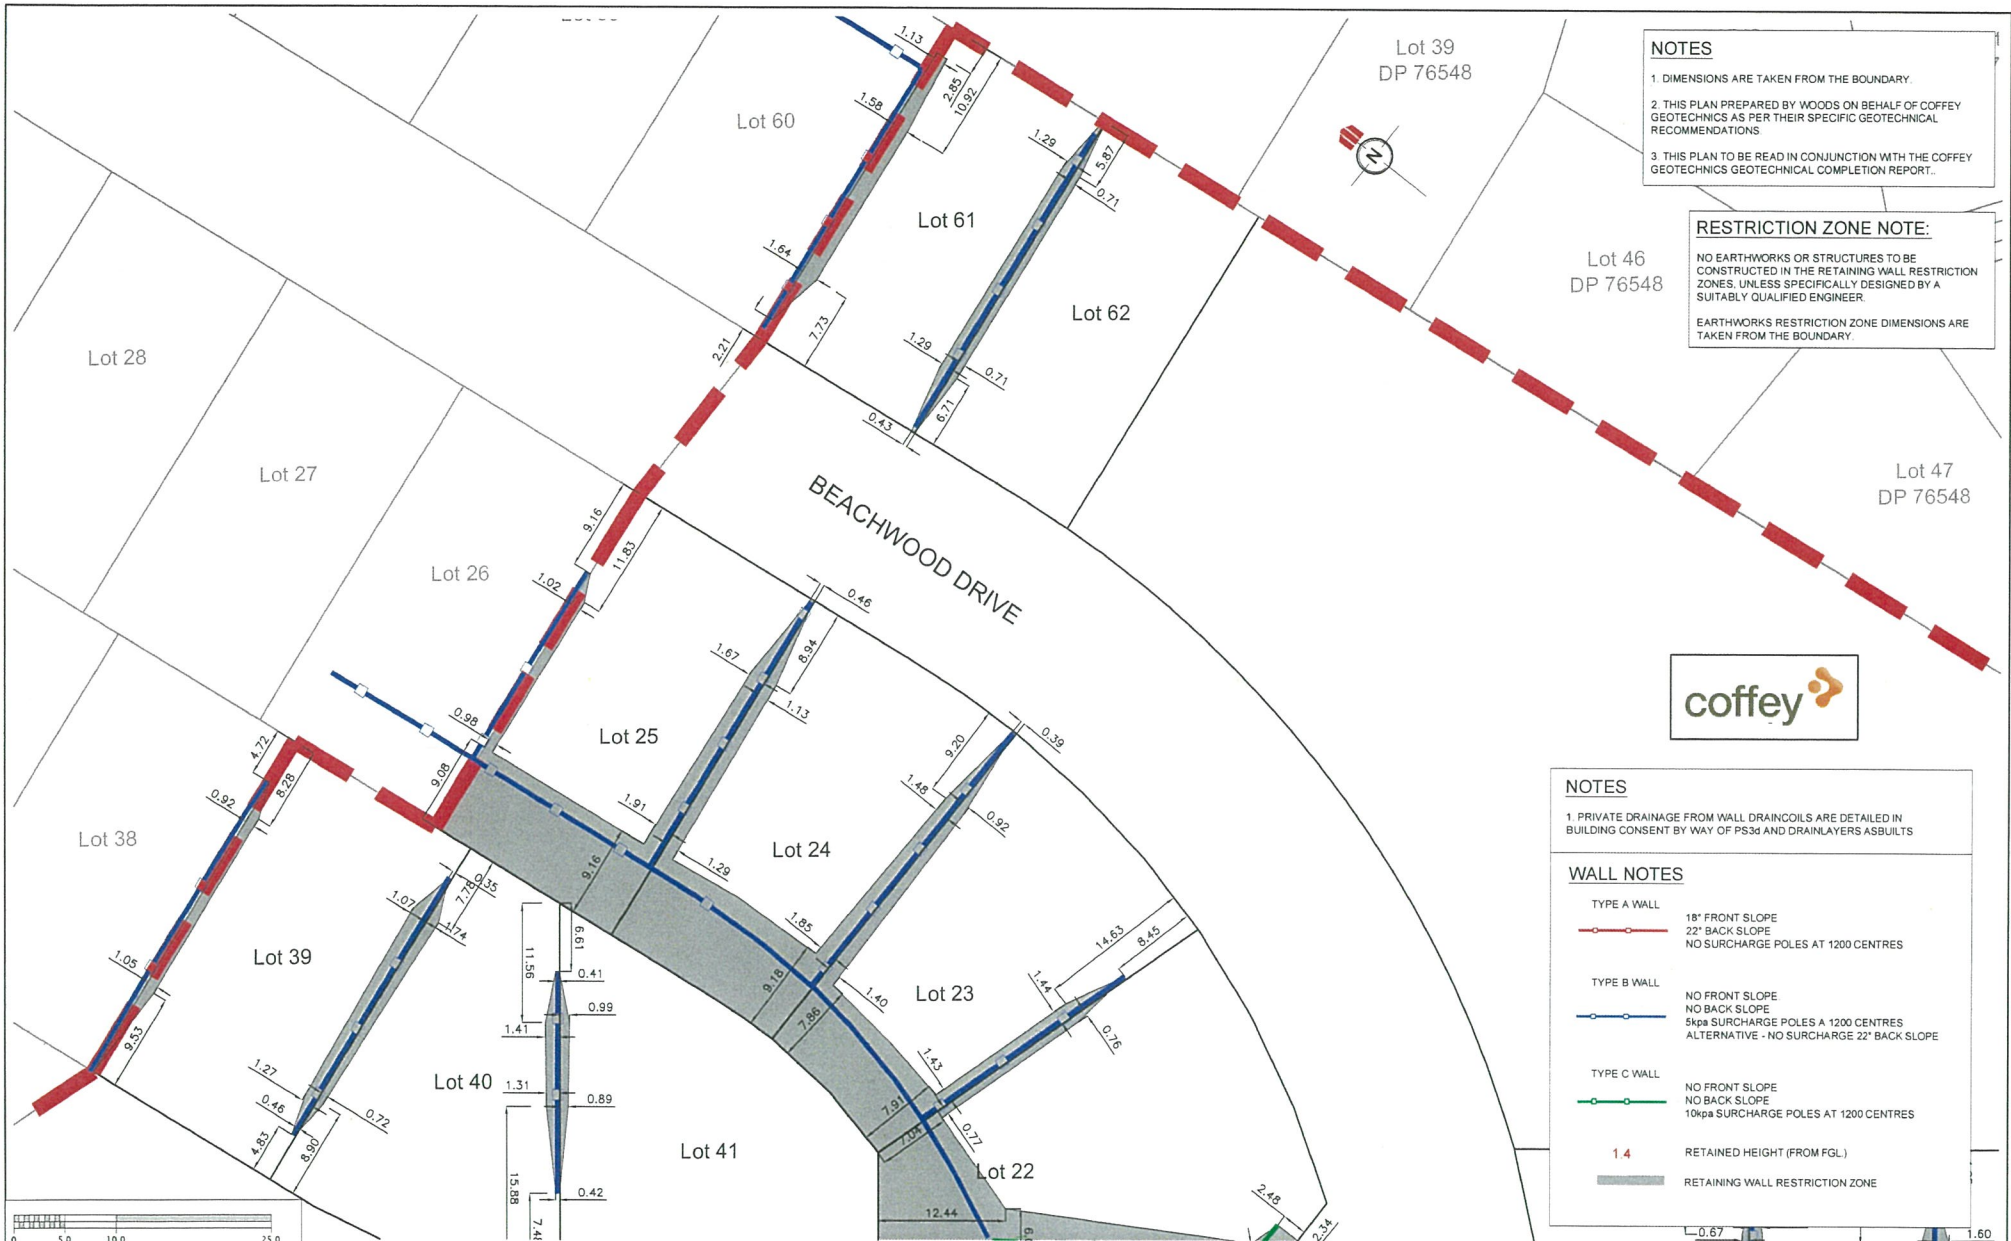 NOTES
1. DIMENSIONS ARE TAKEN FROM THE BOUNDARY.
2. THIS PLAN PREPARED BY WOODS ON BEHALF OF COFFEY
GEOTECHNICS AS PER THEIR SPECIFIC GEOTECHNICAL
RECOMMENDATIONS
3. THIS PLAN TO BE READ IN CONJUNCTION WITH THE COFFEY
GEOTECHNICS GEOTECHNICAL COMPLETION REPORT..
RESTRICTION ZONE NOTE:
NO EARTHWORKS OR STRUCTURES TO BE
CONSTRUCTED IN THE RETAINING WALL RESTRICTION
ZONES, UNLESS SPECIFICALLY DESIGNED BY A
SUITABLY QUALIFIED ENGINEER.
EARTHWORKS RESTRICTION ZONE DIMENSIONS ARE
TAKEN FROM THE BOUNDARY.
coffey
NOTES
1. PRIVATE DRAINAGE FROM WALL DRAINCOILS ARE DETAILED IN
BUILDING CONSENT BY WAY OF PS3d AND DRAINLAYERS ASBUILTS
WALL NOTES
TYPE A WALL
18° FRONT SLOPE
22° BACK SLOPE
NO SURCHARGE POLES AT 1200 CENTRES
TYPE B WALL
NO FRONT SLOPE
NO BACK SLOPE
5kpa SURCHARGE POLES A 1200 CENTRES
ALTERNATIVE - NO SURCHARGE 22° BACK SLOPE
TYPE C WALL
NO FRONT SLOPE
NO BACK SLOPE
10kpa SURCHARGE POLES AT 1200 CENTRES
1.4
RETAINED HEIGHT (FROM FGL)
RETAINING WALL RESTRICTION ZONE
N
Lot 39
DP 76548
Lot 46
DP 76548
Lot 47
DP 76548
Lot 60
Lot 61
Lot 62
Lot 28
Lot 27
Lot 26
Lot 38
Lot 25
Lot 24
Lot 23
Lot 22
Lot 39
Lot 40
Lot 41
BEACHWOOD DRIVE
1.13
2.85
10.92
1.58
1.64
7.73
2.21
1.29
5.87
0.71
1.29
0.71
6.71
0.43
9.16
11.83
1.02
0.98
9.08
0.46
8.94
1.67
1.13
1.91
1.29
9.16
0.39
9.20
1.48
0.92
1.85
1.40
9.18
7.86
14.63
8.45
1.44
0.76
1.43
7.91
7.04
0.77
4.72
8.28
0.92
1.05
9.53
0.35
7.78
1.07
1.74
1.27
0.46
0.72
4.83
8.90
11.56
6.61
0.41
0.99
1.41
1.31
0.89
15.88
0.42
12.44
2.48
2.34
0.67
1.60
0
5.0
10.0
25.0